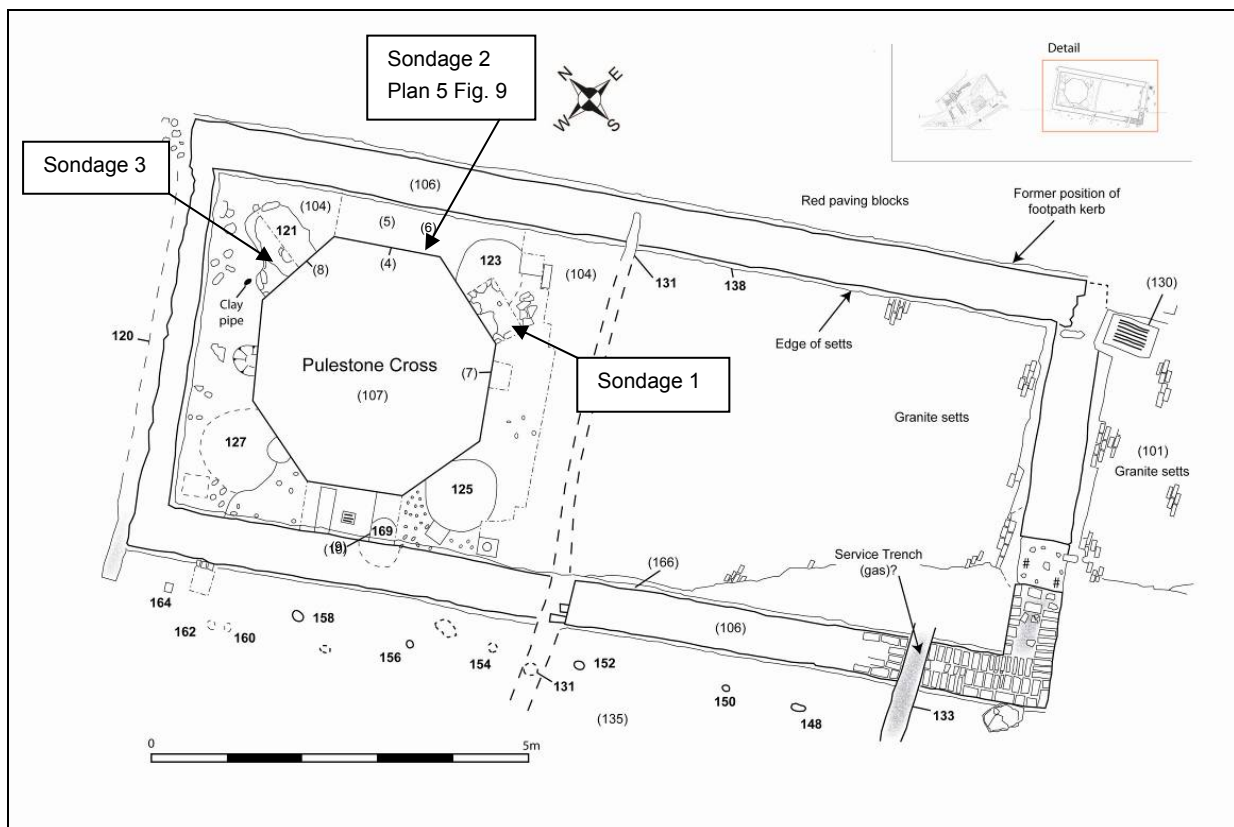 Sondage 2
Plan 5 Fig. 9
N
E
W
S
Detail
Sondage 3
(106)
Red paving blocks
Former position of
footpath kerb
(104)
121
(5)
(6)
(4)
(8)
123
(104)
131
138
(130)
Clay
pipe
Edge of setts
120
Pulestone Cross
(107)
(7)
Sondage 1
Granite setts
(101)
Granite setts
127
125
169
(9)
Service Trench
(gas)?
(166)
#
#
164
162
160
158
156
154
131
152
(106)
150
148
133
(135)
0
5m